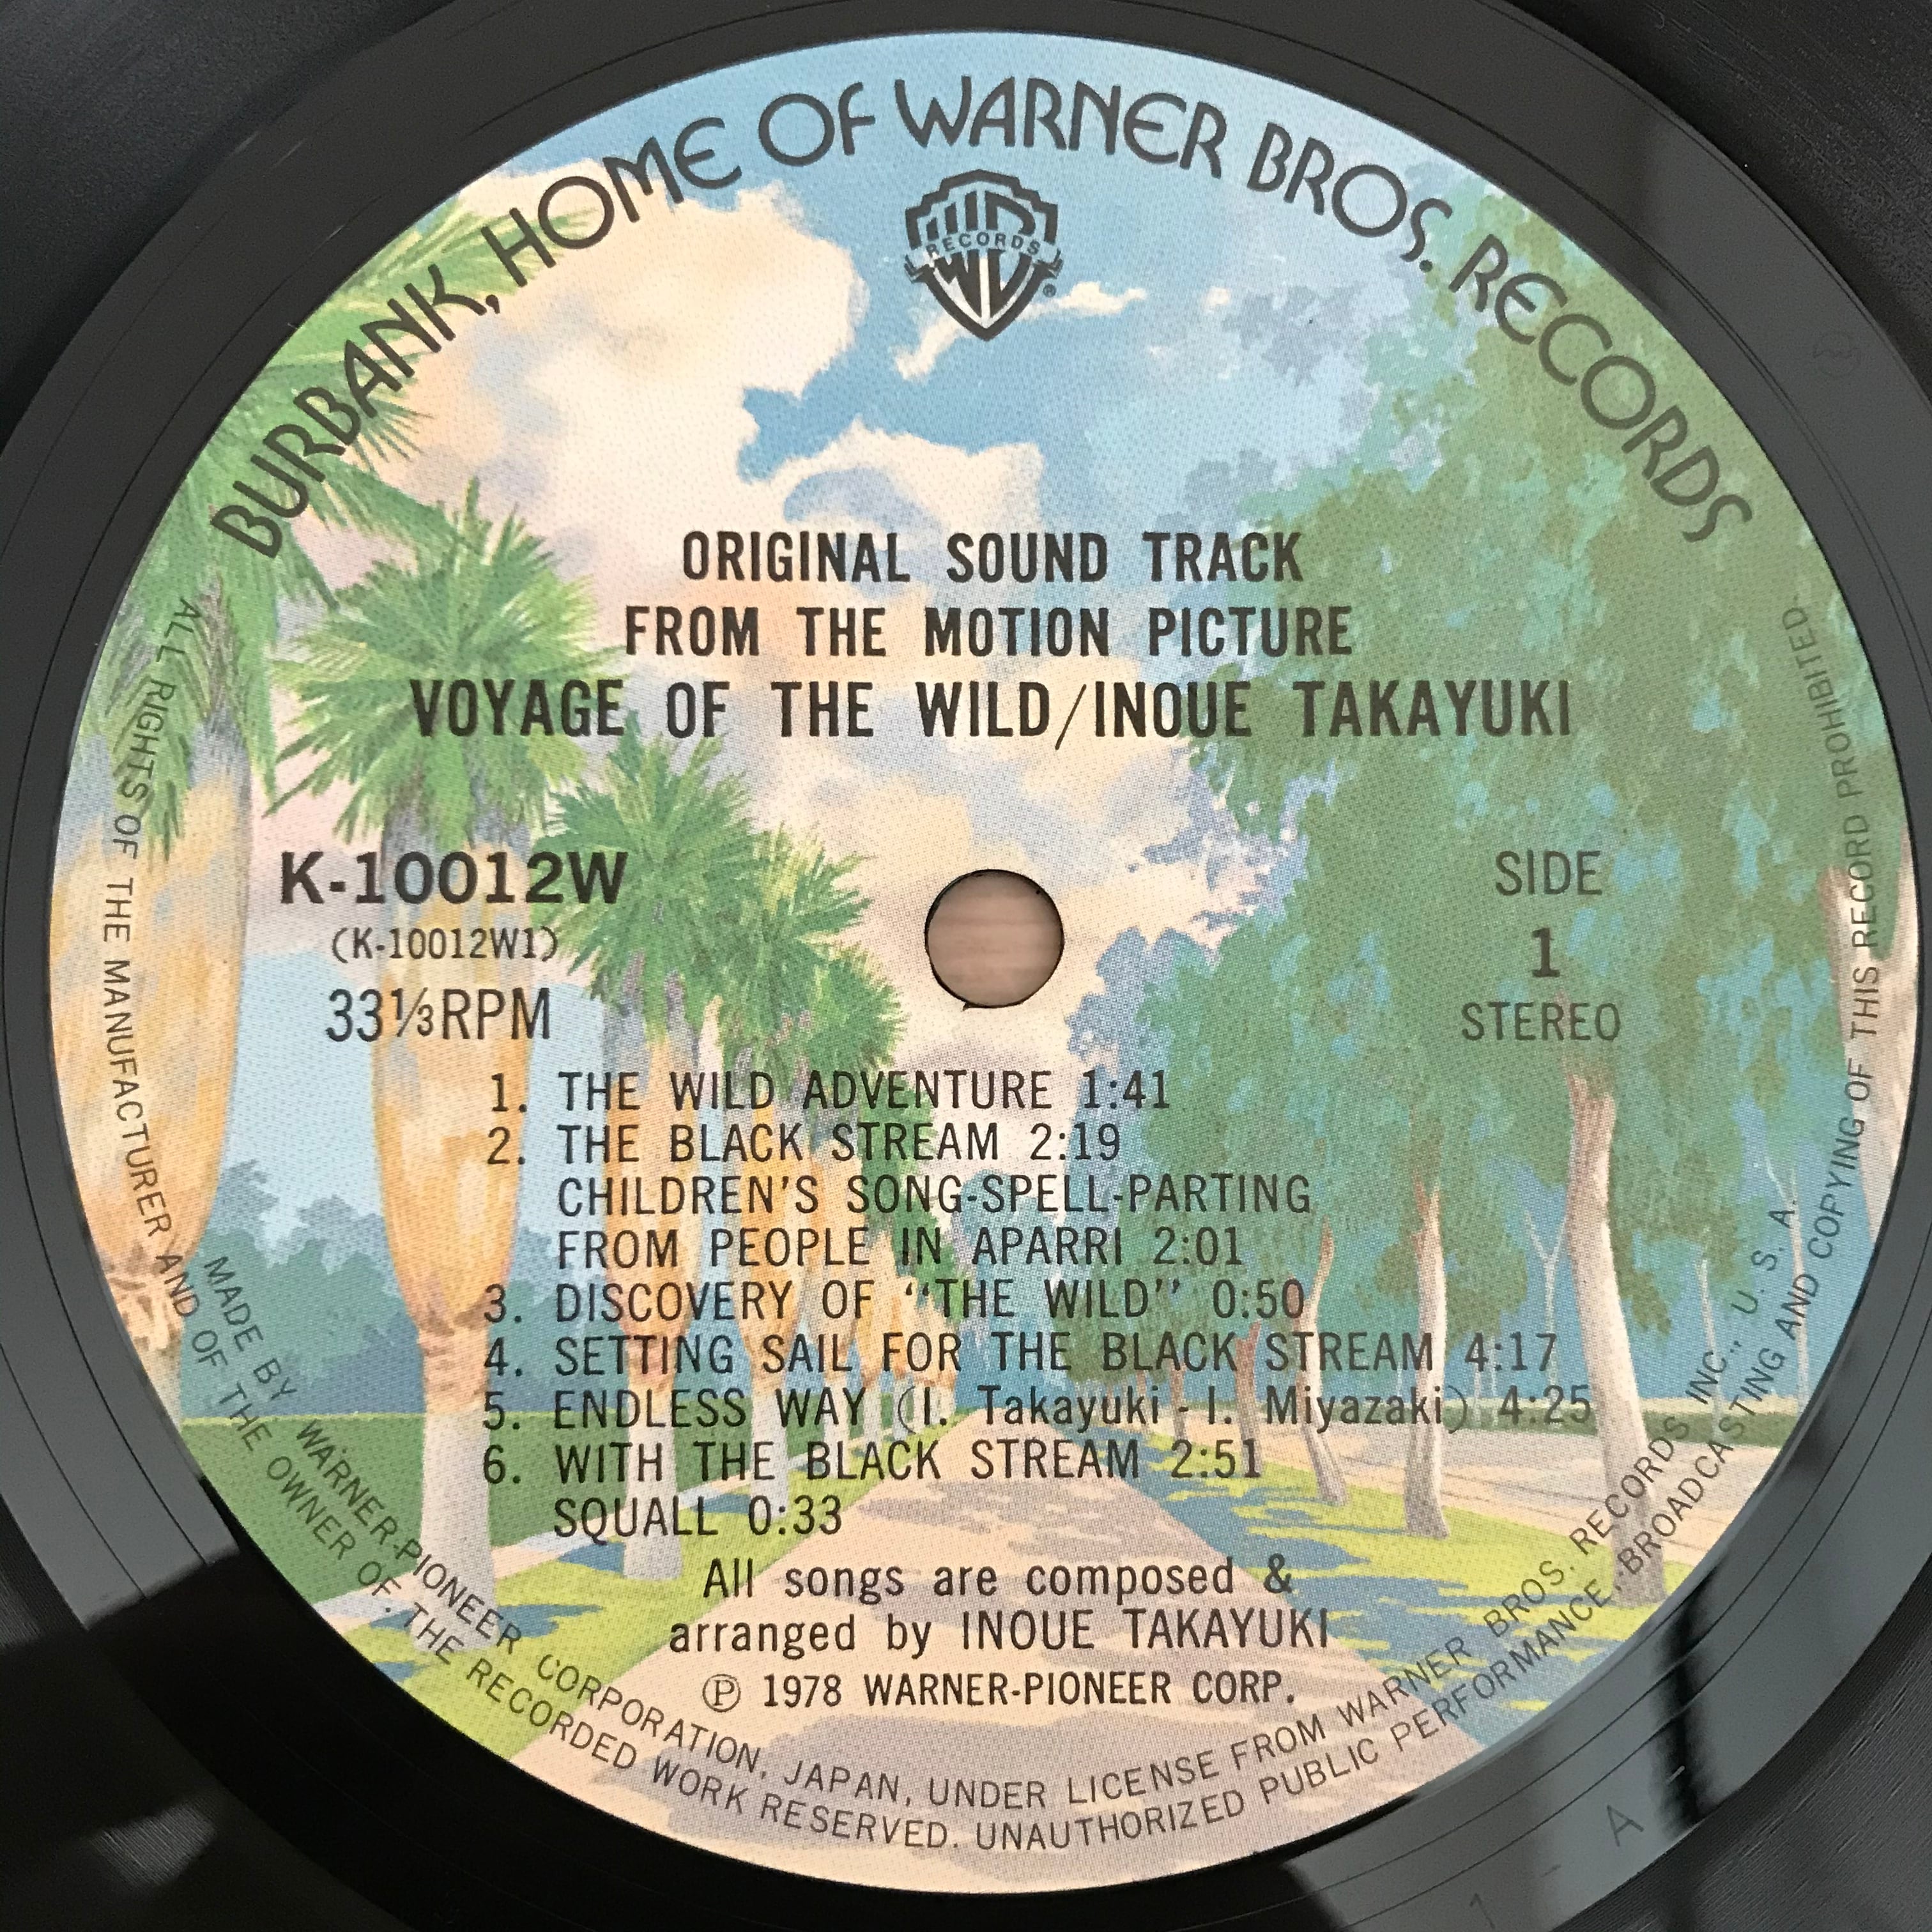 BURBANK, HOME OF WARNER BROS. RECORDS
RECORDS
®
ORIGINAL SOUND TRACK
FROM THE MOTION PICTURE
VOYAGE OF THE WILD/INOUE TAKAYUKI
K-10012W
(K-10012W1)
33⅓RPM
SIDE
1
STEREO
1. THE WILD ADVENTURE 1:41
2. THE BLACK STREAM 2:19
CHILDREN'S SONG-SPELL-PARTING
FROM PEOPLE IN APARRI 2:01
3. DISCOVERY OF "THE WILD" 0:50
4. SETTING SAIL FOR THE BLACK STREAM 4:17
5. ENDLESS WAY (I. Takayuki - I. Miyazaki) 4:25
6. WITH THE BLACK STREAM 2:51
SQUALL 0:33
All songs are composed &
arranged by INOUE TAKAYUKI
℗ 1978 WARNER-PIONEER CORP.
MADE BY WARNER-PIONEER CORPORATION, JAPAN, UNDER LICENSE FROM WARNER BROS. RECORDS INC., U. S. A.
ALL RIGHTS OF THE MANUFACTURER AND OF THE OWNER OF THE RECORDED WORK RESERVED. UNAUTHORIZED PUBLIC PERFORMANCE, BROADCASTING AND COPYING OF THIS RECORD PROHIBITED.
1 - A